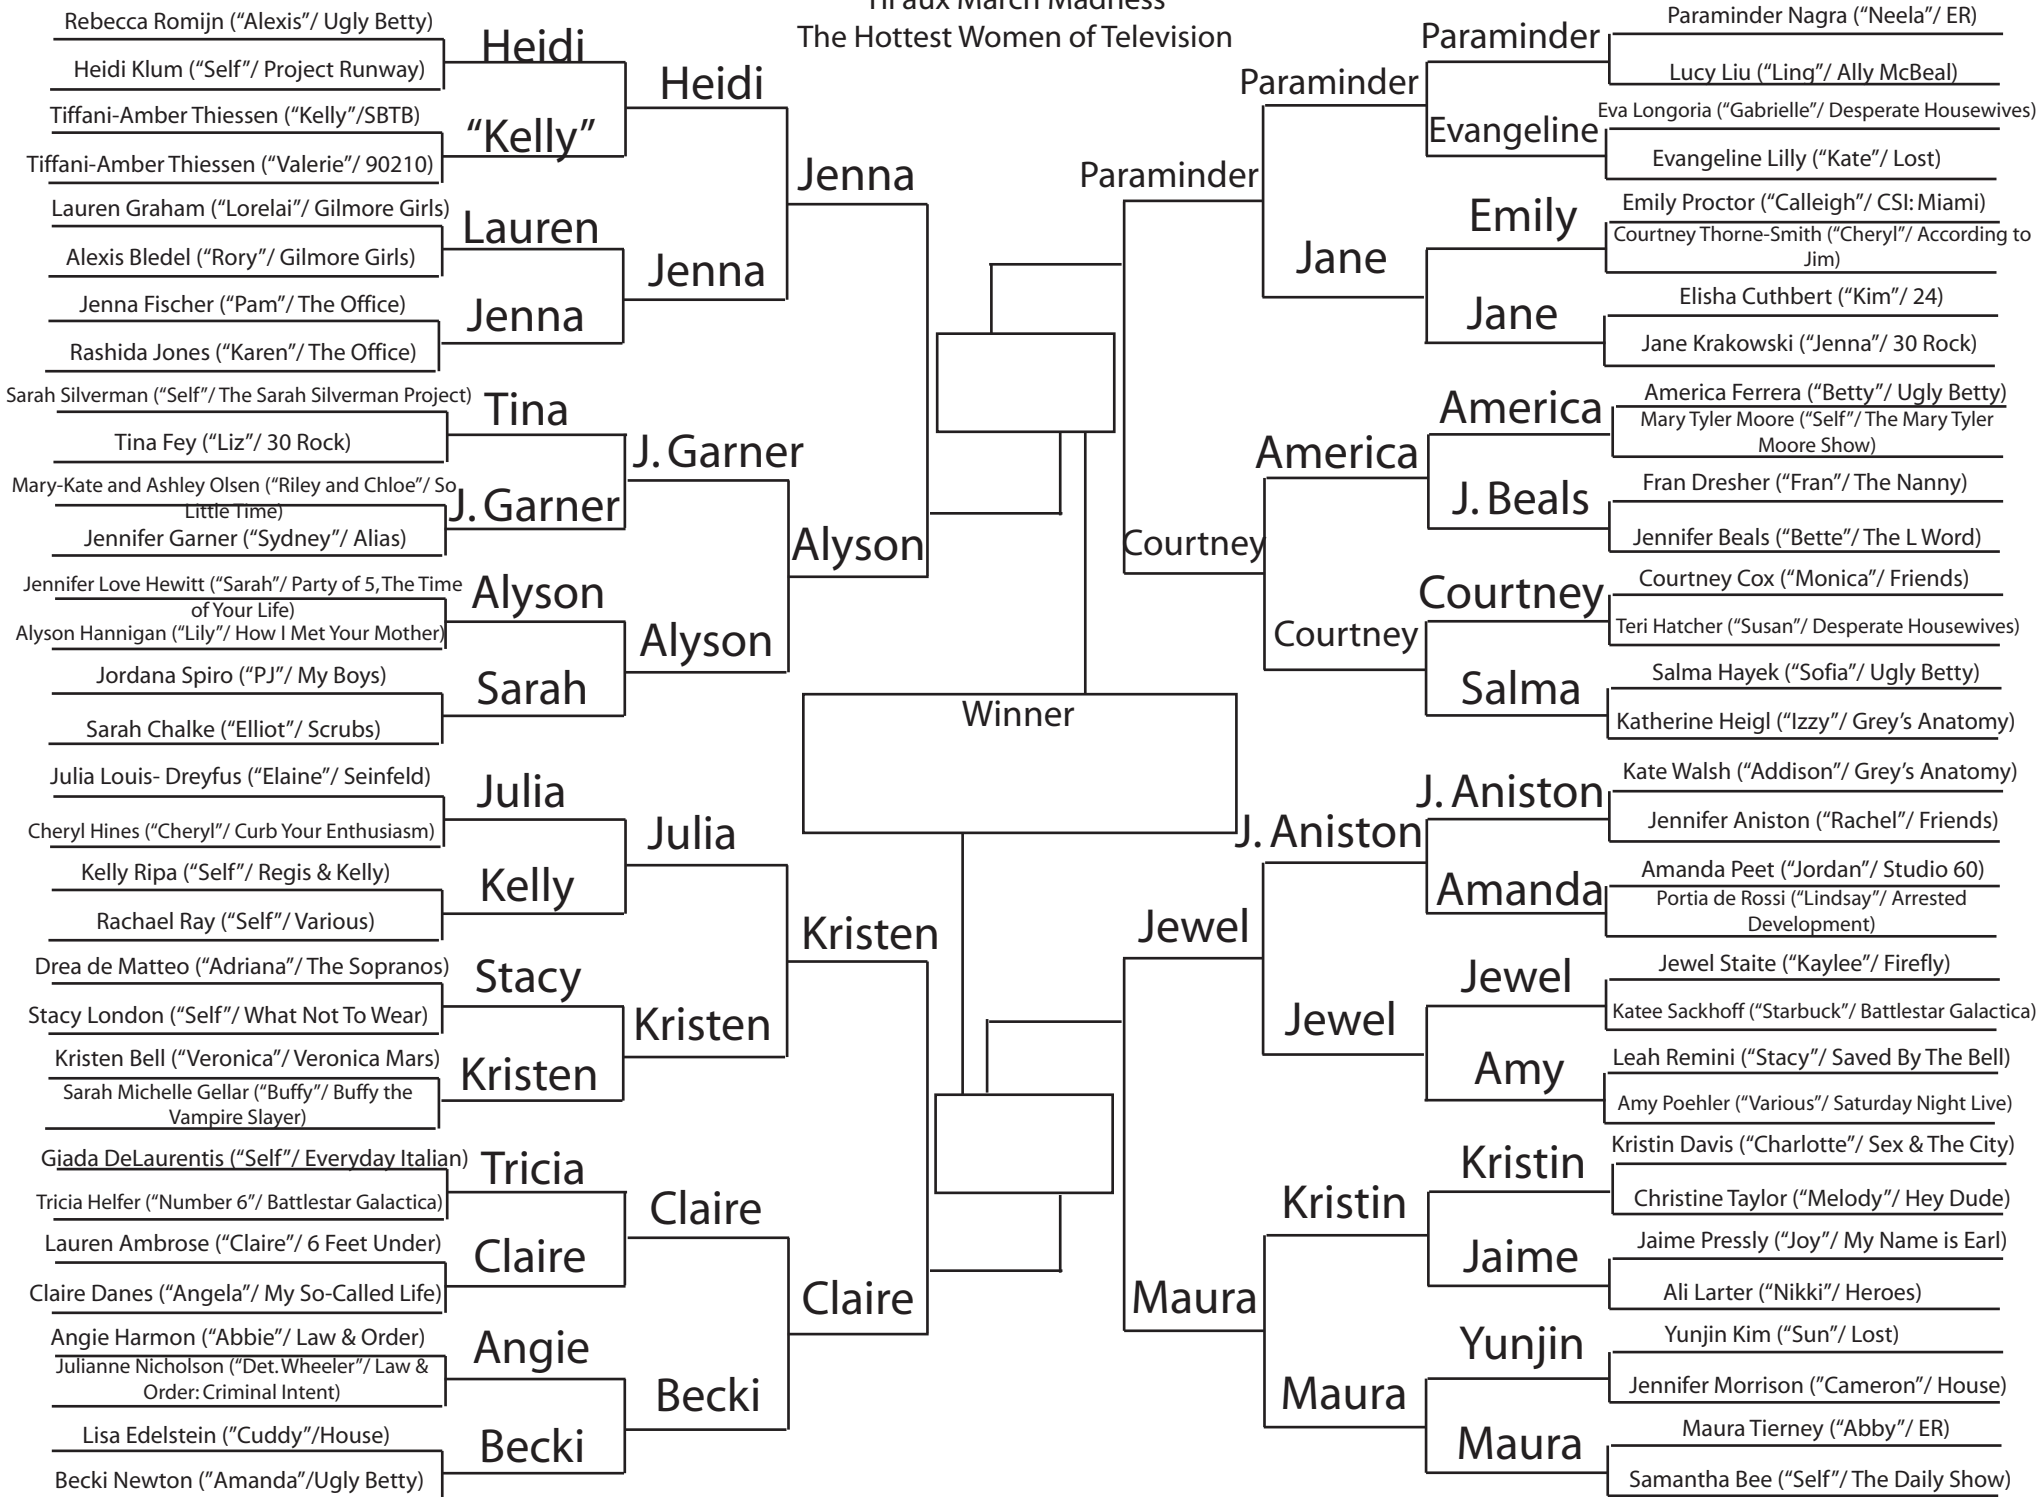 TiFaux March Madness
The Hottest Women of Television
Rebecca Romijn (“Alexis”/ Ugly Betty)
Heidi Klum (“Self”/ Project Runway)
Tiffani-Amber Thiessen (“Kelly”/SBTB)
Tiffani-Amber Thiessen (“Valerie”/ 90210)
Lauren Graham (“Lorelai”/ Gilmore Girls)
Alexis Bledel (“Rory”/ Gilmore Girls)
Jenna Fischer (“Pam”/ The Office)
Rashida Jones (“Karen”/ The Office)
Sarah Silverman (“Self”/ The Sarah Silverman Project)
Tina Fey (“Liz”/ 30 Rock)
Mary-Kate and Ashley Olsen (“Riley and Chloe”/ So
Little Time)
Jennifer Garner (“Sydney”/ Alias)
Jennifer Love Hewitt (“Sarah”/ Party of 5, The Time
of Your Life)
Alyson Hannigan (“Lily”/ How I Met Your Mother)
Jordana Spiro (“PJ”/ My Boys)
Sarah Chalke (“Elliot”/ Scrubs)
Julia Louis- Dreyfus (“Elaine”/ Seinfeld)
Cheryl Hines (“Cheryl”/ Curb Your Enthusiasm)
Kelly Ripa (“Self”/ Regis & Kelly)
Rachael Ray (“Self”/ Various)
Drea de Matteo (“Adriana”/ The Sopranos)
Stacy London (“Self”/ What Not To Wear)
Kristen Bell (“Veronica”/ Veronica Mars)
Sarah Michelle Gellar (“Buffy”/ Buffy the
Vampire Slayer)
Giada DeLaurentis (“Self”/ Everyday Italian)
Tricia Helfer (“Number 6”/ Battlestar Galactica)
Lauren Ambrose (“Claire”/ 6 Feet Under)
Claire Danes (“Angela”/ My So-Called Life)
Angie Harmon (“Abbie”/ Law & Order)
Julianne Nicholson (“Det. Wheeler”/ Law &
Order: Criminal Intent)
Lisa Edelstein (”Cuddy”/House)
Becki Newton (”Amanda”/Ugly Betty)
Heidi
“Kelly”
Lauren
Jenna
Tina
J. Garner
Alyson
Sarah
Julia
Kelly
Stacy
Kristen
Tricia
Claire
Angie
Becki
Heidi
Jenna
J. Garner
Alyson
Julia
Kristen
Claire
Becki
Jenna
Alyson
Kristen
Claire
Winner
Paraminder
Courtney
Jewel
Maura
Paraminder
Jane
America
Courtney
J. Aniston
Jewel
Kristin
Maura
Paraminder
Evangeline
Emily
Jane
America
J. Beals
Courtney
Salma
J. Aniston
Amanda
Jewel
Amy
Kristin
Jaime
Yunjin
Maura
Paraminder Nagra (“Neela”/ ER)
Lucy Liu (“Ling”/ Ally McBeal)
Eva Longoria (“Gabrielle”/ Desperate Housewives)
Evangeline Lilly (“Kate”/ Lost)
Emily Proctor (“Calleigh”/ CSI: Miami)
Courtney Thorne-Smith (“Cheryl”/ According to
Jim)
Elisha Cuthbert (“Kim”/ 24)
Jane Krakowski (“Jenna”/ 30 Rock)
America Ferrera (“Betty”/ Ugly Betty)
Mary Tyler Moore (“Self”/ The Mary Tyler
Moore Show)
Fran Dresher (“Fran”/ The Nanny)
Jennifer Beals (“Bette”/ The L Word)
Courtney Cox (“Monica”/ Friends)
Teri Hatcher (“Susan”/ Desperate Housewives)
Salma Hayek (“Sofia”/ Ugly Betty)
Katherine Heigl (“Izzy”/ Grey’s Anatomy)
Kate Walsh (“Addison”/ Grey’s Anatomy)
Jennifer Aniston (“Rachel”/ Friends)
Amanda Peet (“Jordan”/ Studio 60)
Portia de Rossi (“Lindsay”/ Arrested
Development)
Jewel Staite (“Kaylee”/ Firefly)
Katee Sackhoff (“Starbuck”/ Battlestar Galactica)
Leah Remini (“Stacy”/ Saved By The Bell)
Amy Poehler (“Various”/ Saturday Night Live)
Kristin Davis (“Charlotte”/ Sex & The City)
Christine Taylor (“Melody”/ Hey Dude)
Jaime Pressly (“Joy”/ My Name is Earl)
Ali Larter (“Nikki”/ Heroes)
Yunjin Kim (“Sun”/ Lost)
Jennifer Morrison (”Cameron”/ House)
Maura Tierney (“Abby”/ ER)
Samantha Bee (“Self”/ The Daily Show)